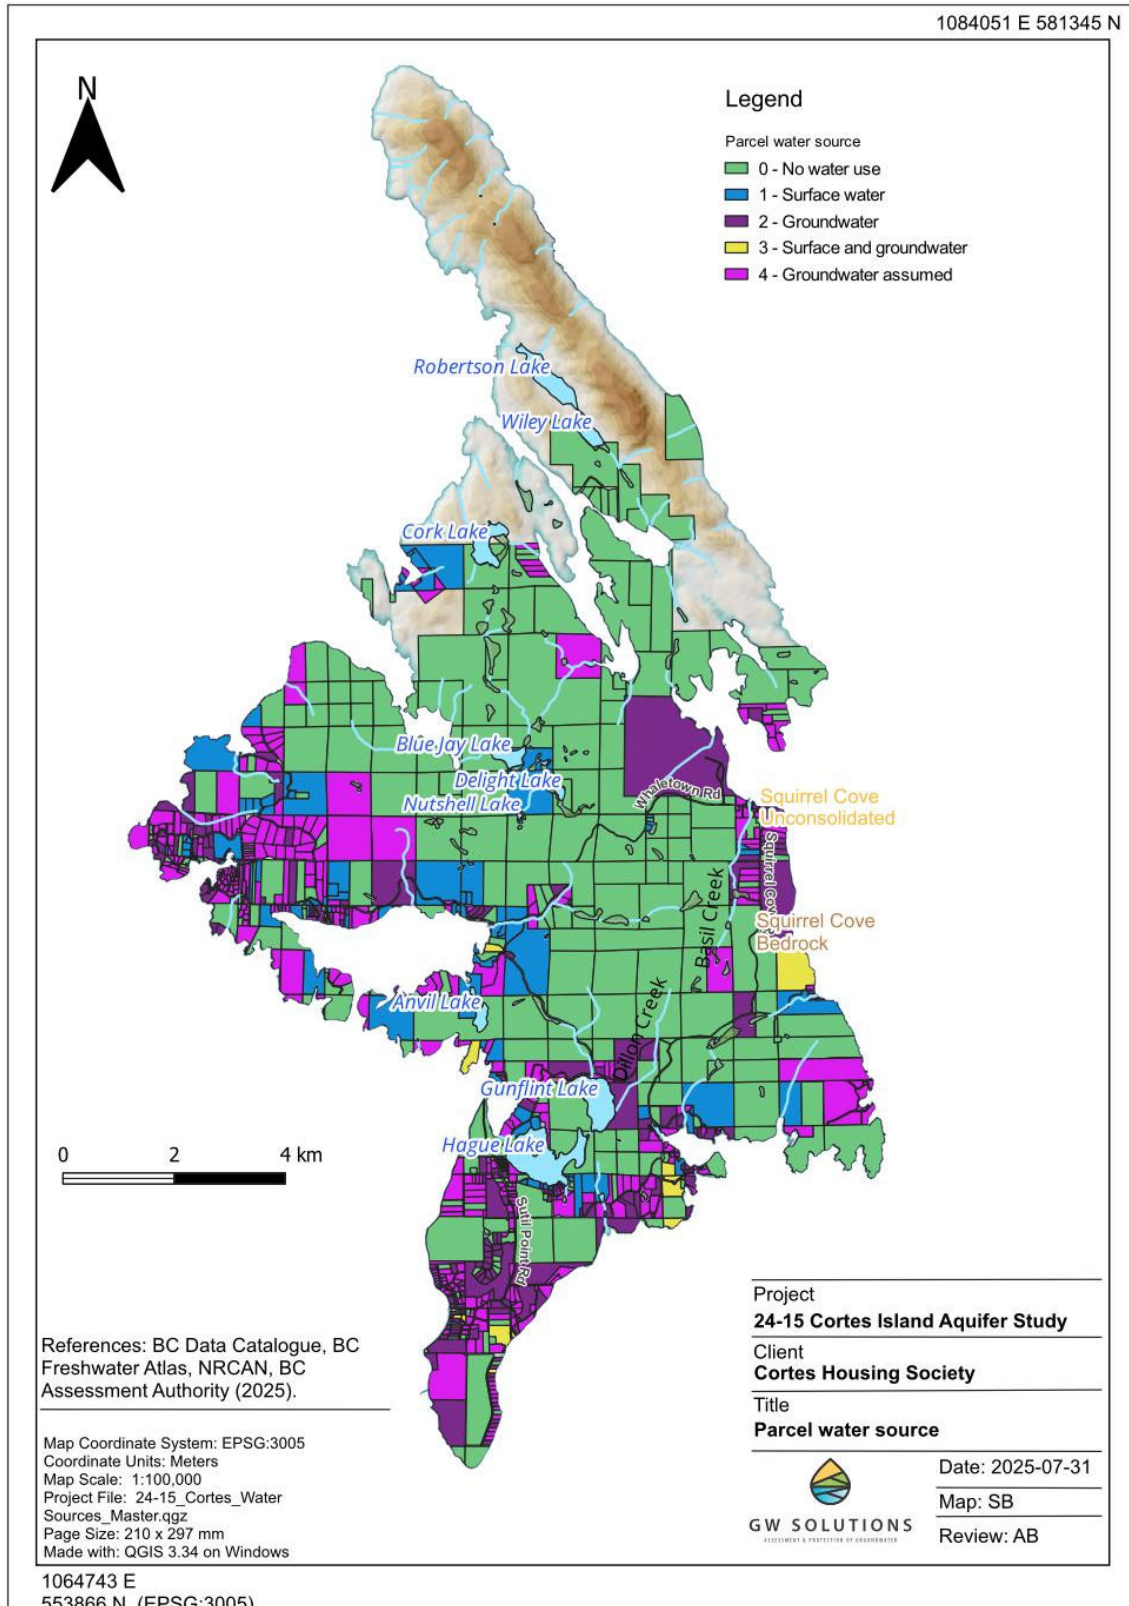 1084051 E 581345 N
N
Legend
Parcel water source
0 - No water use
1 - Surface water
2 - Groundwater
3 - Surface and groundwater
4 - Groundwater assumed
Robertson Lake
Wiley Lake
Cork Lake
Blue Jay Lake
Delight Lake
Nutshell Lake
Whaletown Rd
Squirrel Cove
Unconsolidated
Basil Creek
Squirrel Cove
Bedrock
Anvil Lake
Dillon Creek
Gunflint Lake
Hague Lake
Sutil Point Rd
0 2 4 km
References: BC Data Catalogue, BC
Freshwater Atlas, NRCAN, BC
Assessment Authority (2025).
Map Coordinate System: EPSG:3005
Coordinate Units: Meters
Map Scale: 1:100,000
Project File: 24-15_Cortes_Water
Sources_Master.qgz
Page Size: 210 x 297 mm
Made with: QGIS 3.34 on Windows
Project
24-15 Cortes Island Aquifer Study
Client
Cortes Housing Society
Title
Parcel water source
GW SOLUTIONS
ASSESSMENT & PROTECTION OF GROUNDWATER
Date: 2025-07-31
Map: SB
Review: AB
1064743 E
553866 N (EPSG:3005)